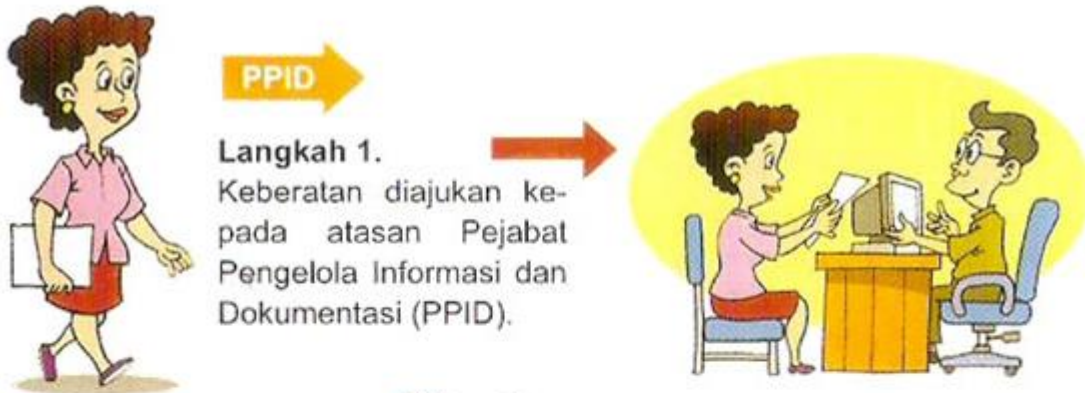 PPID
Langkah 1.
Keberatan diajukan ke-
pada atasan Pejabat
Pengelola Informasi dan
Dokumentasi (PPID).